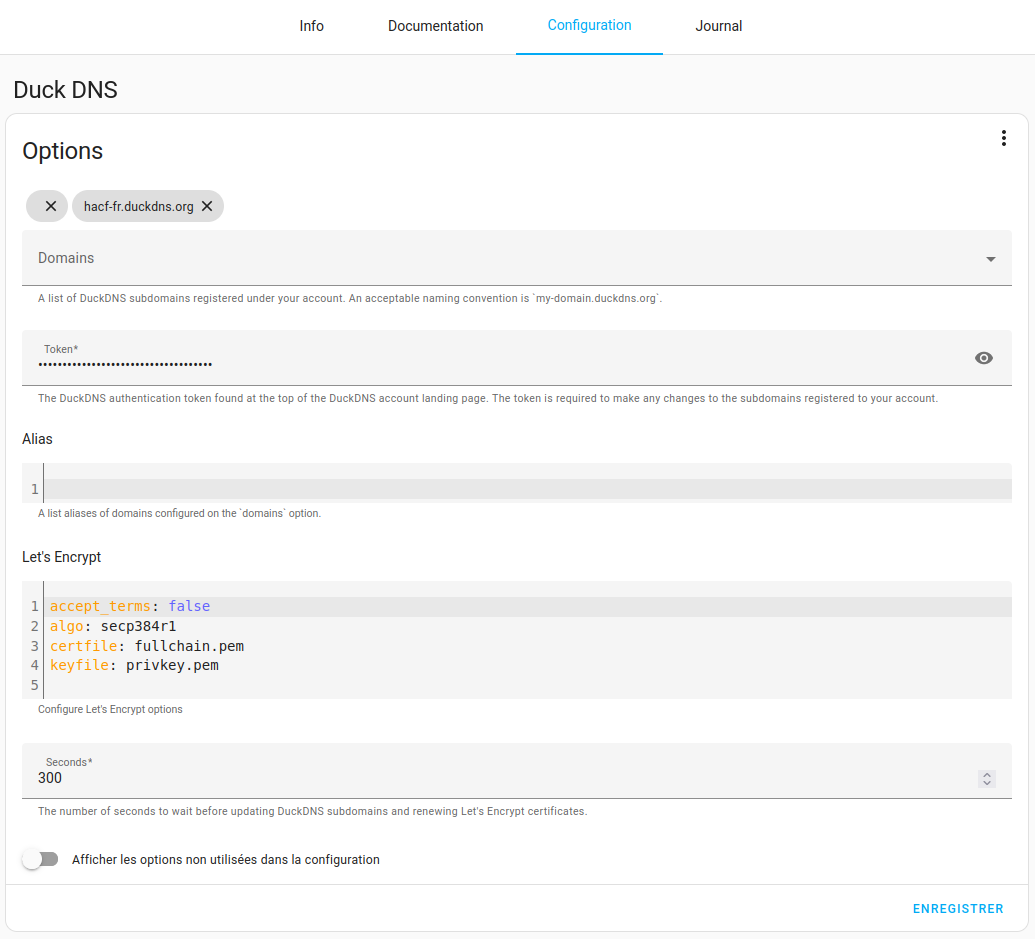 Info Documentation Configuration Journal
Duck DNS
Options
hacf-fr.duckdns.org
Domains
A list of DuckDNS subdomains registered under your account. An acceptable naming convention is `my-domain.duckdns.org`.
Token*
••••••••••••••••••••••••••••••••••••
The DuckDNS authentication token found at the top of the DuckDNS account landing page. The token is required to make any changes to the subdomains registered to your account.
Alias
1
A list aliases of domains configured on the `domains` option.
Let's Encrypt
1 accept_terms: false
2 algo: secp384r1
3 certfile: fullchain.pem
4 keyfile: privkey.pem
5
Configure Let's Encrypt options
Seconds*
300
The number of seconds to wait before updating DuckDNS subdomains and renewing Let's Encrypt certificates.
Afficher les options non utilisées dans la configuration
ENREGISTRER